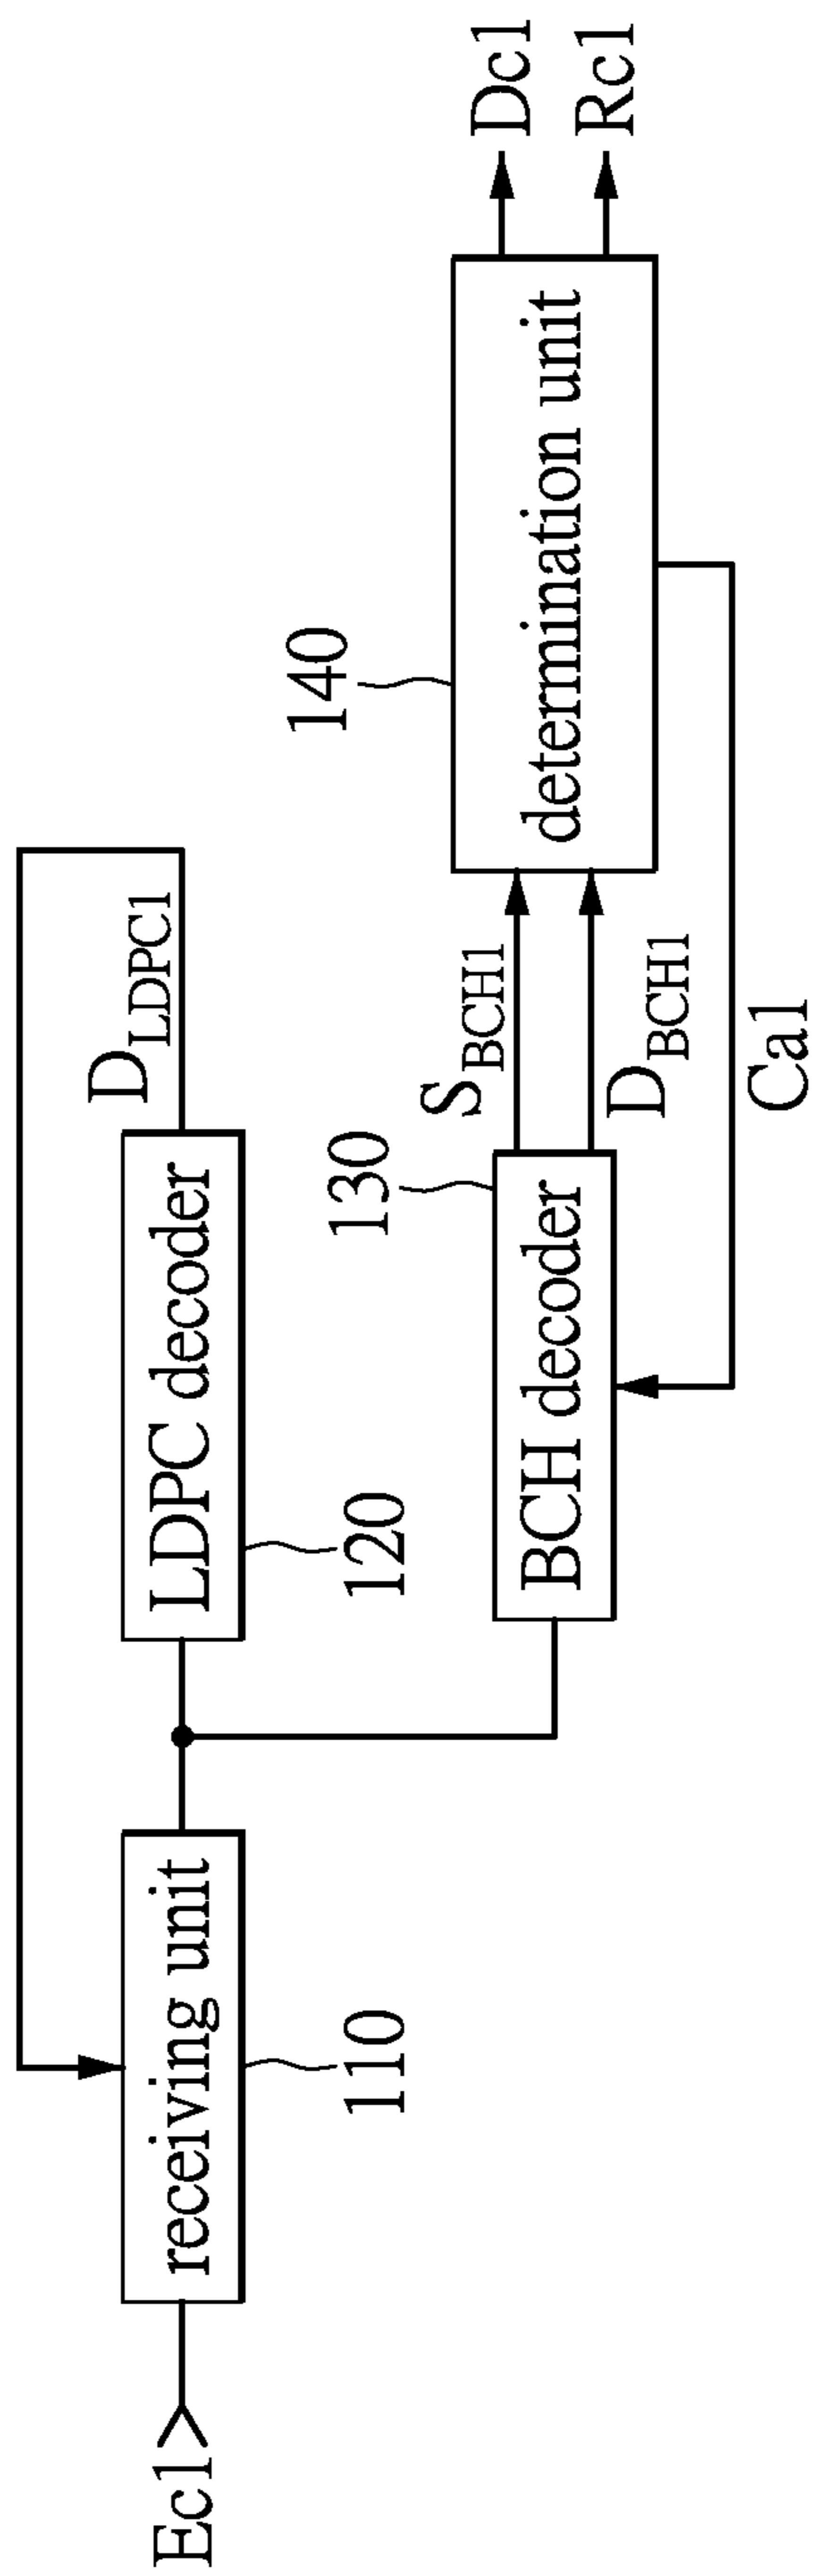 D_LDPC1
Ec1
receiving unit
LDPC decoder
110
120
130
140
S_BCH1
Dc1
BCH decoder
determination unit
Rc1
D_BCH1
Ca1